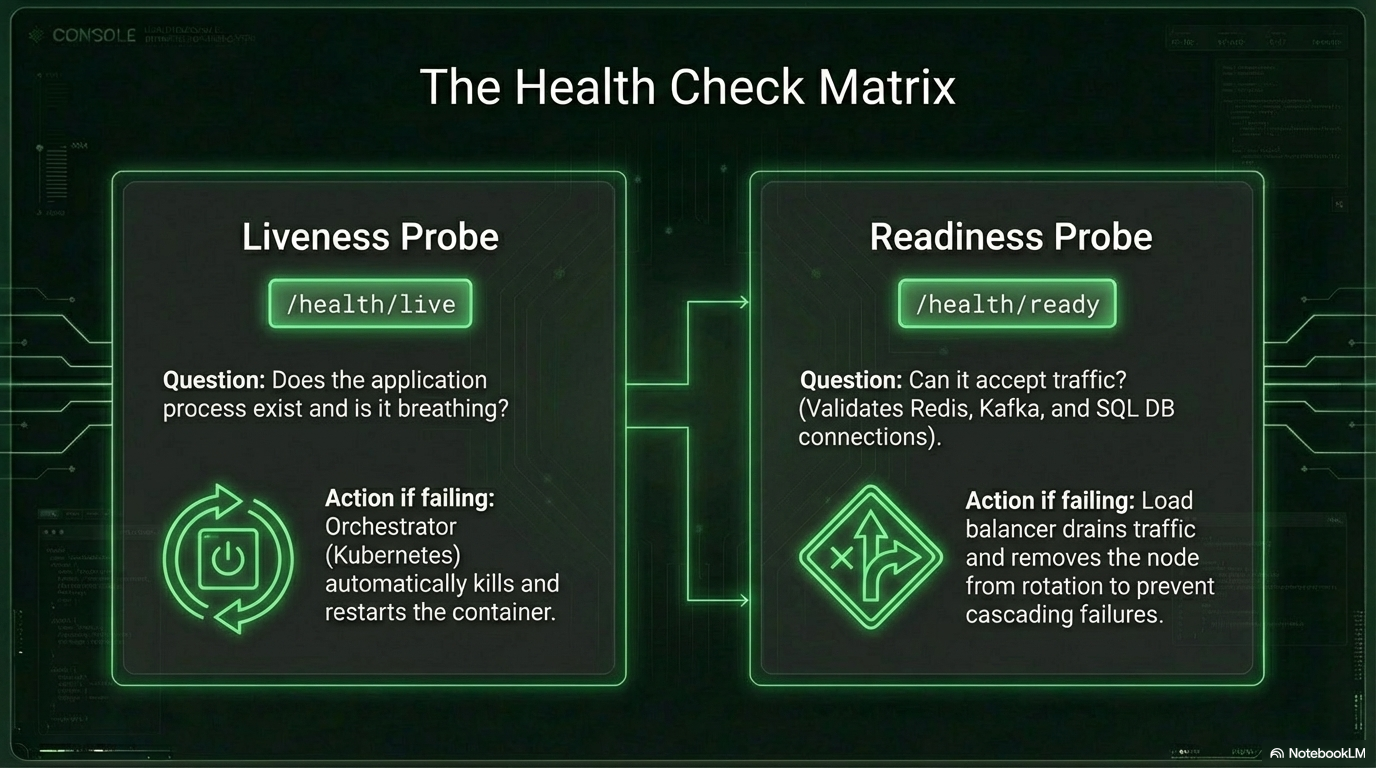 CONSOLE
The Health Check Matrix
Liveness Probe
/health/live
Question: Does the application
process exist and is it breathing?
Action if failing:
Orchestrator
(Kubernetes)
automatically kills and
restarts the container.
Readiness Probe
/health/ready
Question: Can it accept traffic?
(Validates Redis, Kafka, and SQL DB
connections).
Action if failing: Load
balancer drains traffic
and removes the node
from rotation to prevent
cascading failures.
NotebookLM